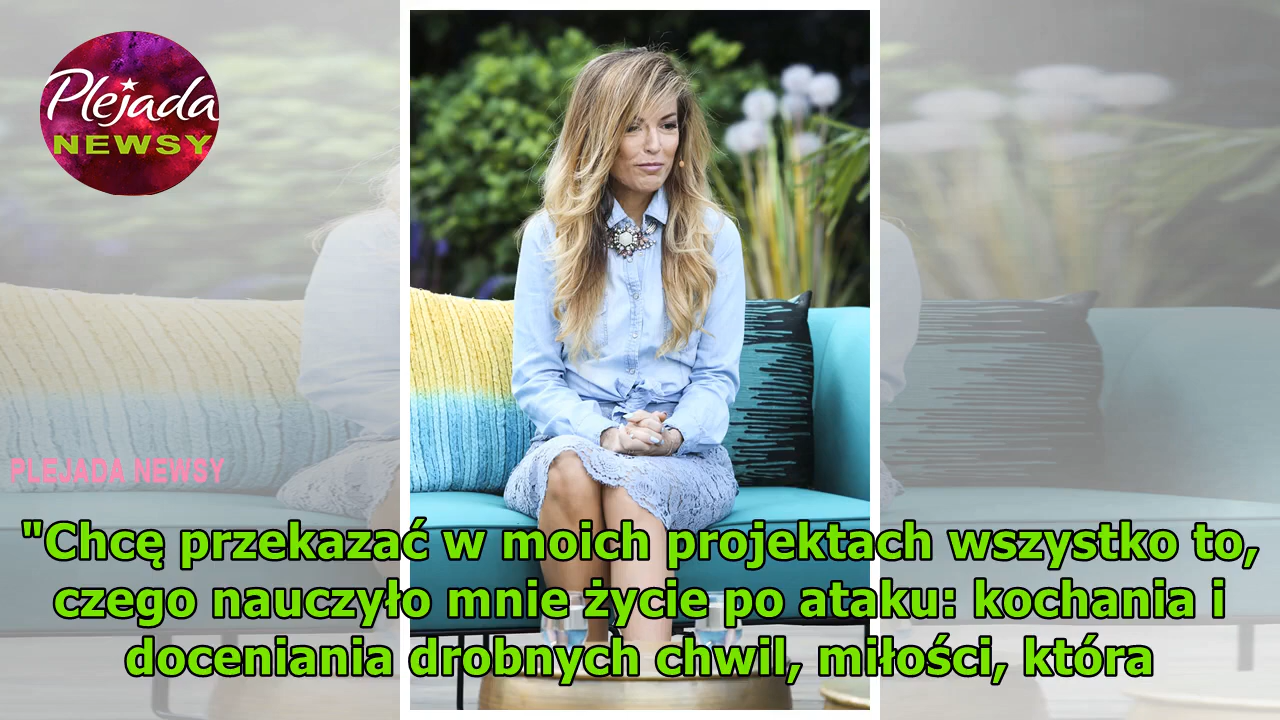 Plejada
NEWSY
PLEJADA NEWSY
"Chcę przekazać w moich projektach wszystko to,
czego nauczyło mnie życie po ataku: kochania i
doceniania drobnych chwil, miłości, która